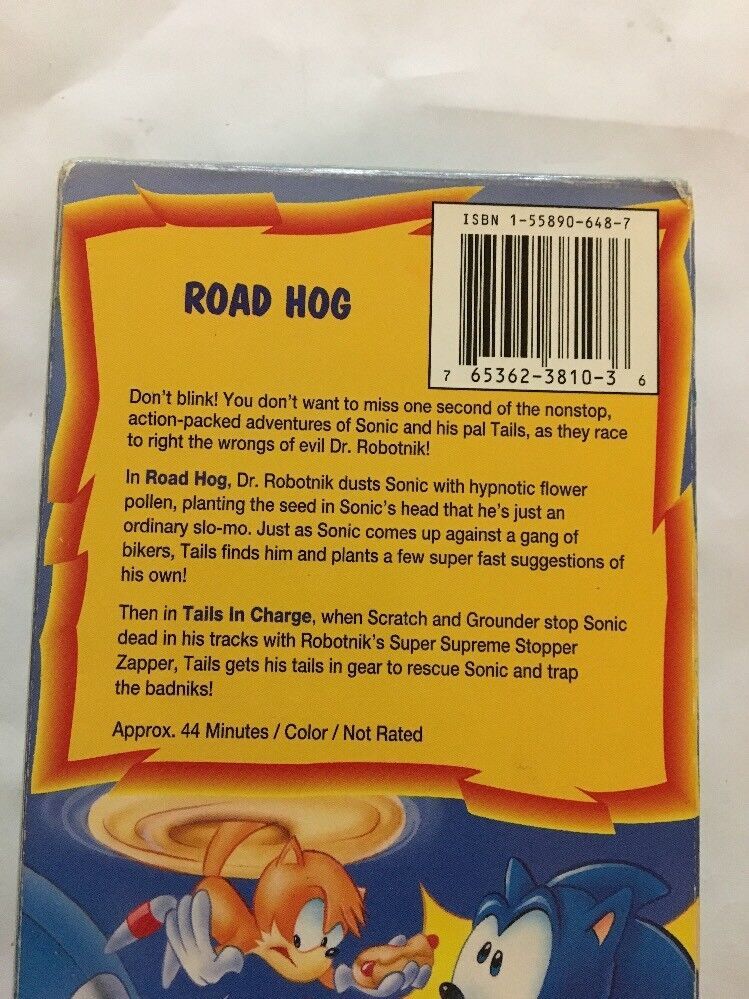 ISBN 1-55890-648-7
7 65362-3810-3 6
ROAD HOG
Don't blink! You don't want to miss one second of the nonstop,
action-packed adventures of Sonic and his pal Tails, as they race
to right the wrongs of evil Dr. Robotnik!
In Road Hog, Dr. Robotnik dusts Sonic with hypnotic flower
pollen, planting the seed in Sonic's head that he's just an
ordinary slo-mo. Just as Sonic comes up against a gang of
bikers, Tails finds him and plants a few super fast suggestions of
his own!
Then in Tails In Charge, when Scratch and Grounder stop Sonic
dead in his tracks with Robotnik's Super Supreme Stopper
Zapper, Tails gets his tails in gear to rescue Sonic and trap
the badniks!
Approx. 44 Minutes / Color / Not Rated